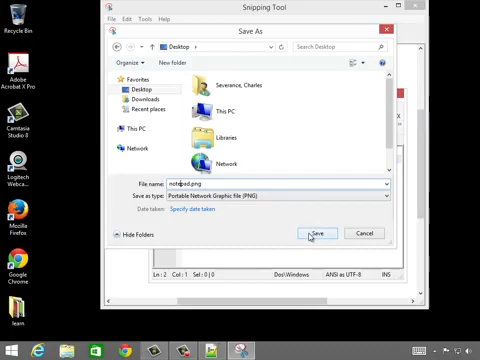 Snipping Tool
File Edit Tools Help
Save As
Desktop
Search Desktop
Organize New folder
Favorites
Desktop
Downloads
Recent places
This PC
Network
Severance, Charles
This PC
Libraries
Network
File name: notepad.png
Save as type: Portable Network Graphic file (PNG)
Date taken: Specify date taken
Hide Folders
Save Cancel
Ln : 2 Col : 1 Sel : 0 | 0 Dos\Windows ANSI as UTF-8 INS
Recycle Bin
Adobe
Acrobat X Pro
Camtasia
Studio 8
Logitech
Webca...
Mozilla
Firefox
Google
Chrome
learn